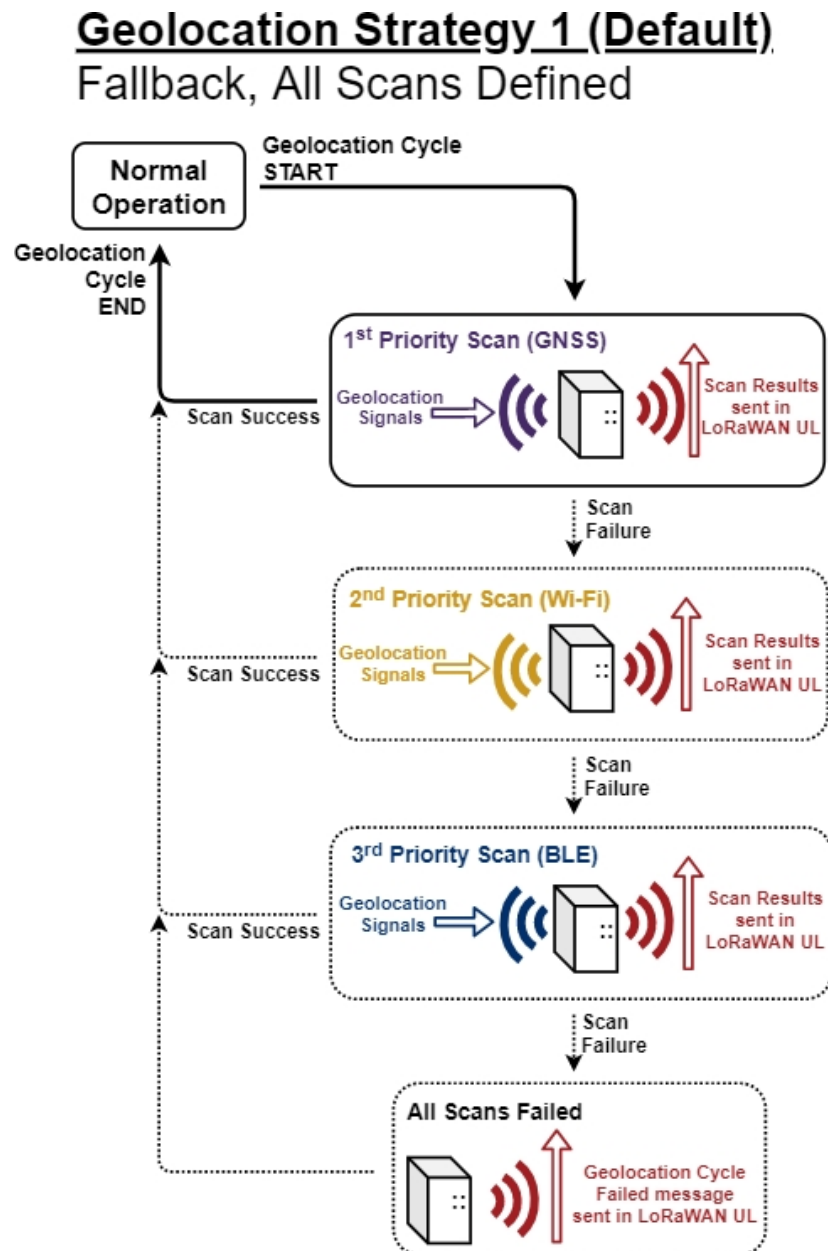 Geolocation Strategy 1 (Default)
Fallback, All Scans Defined
Normal
Operation
Geolocation Cycle
START
Geolocation
Cycle
END
1st Priority Scan (GNSS)
Geolocation
Signals
Scan Results
sent in
LoRaWAN UL
Scan Success
Scan
Failure
2nd Priority Scan (Wi-Fi)
Geolocation
Signals
Scan Results
sent in
LoRaWAN UL
Scan Success
Scan
Failure
3rd Priority Scan (BLE)
Geolocation
Signals
Scan Results
sent in
LoRaWAN UL
Scan Success
Scan
Failure
All Scans Failed
Geolocation Cycle
Failed message
sent in LoRaWAN UL